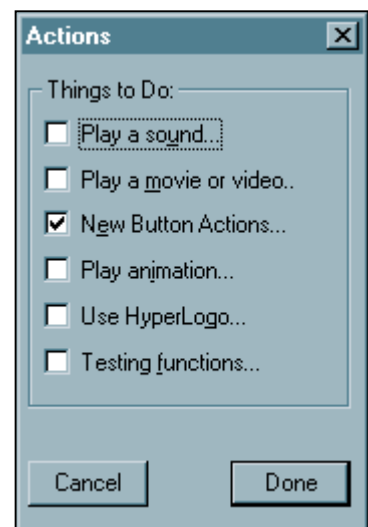 Actions
Things to Do:
Play a sound...
Play a movie or video..
New Button Actions...
Play animation...
Use HyperLogo...
Testing functions...
Cancel
Done